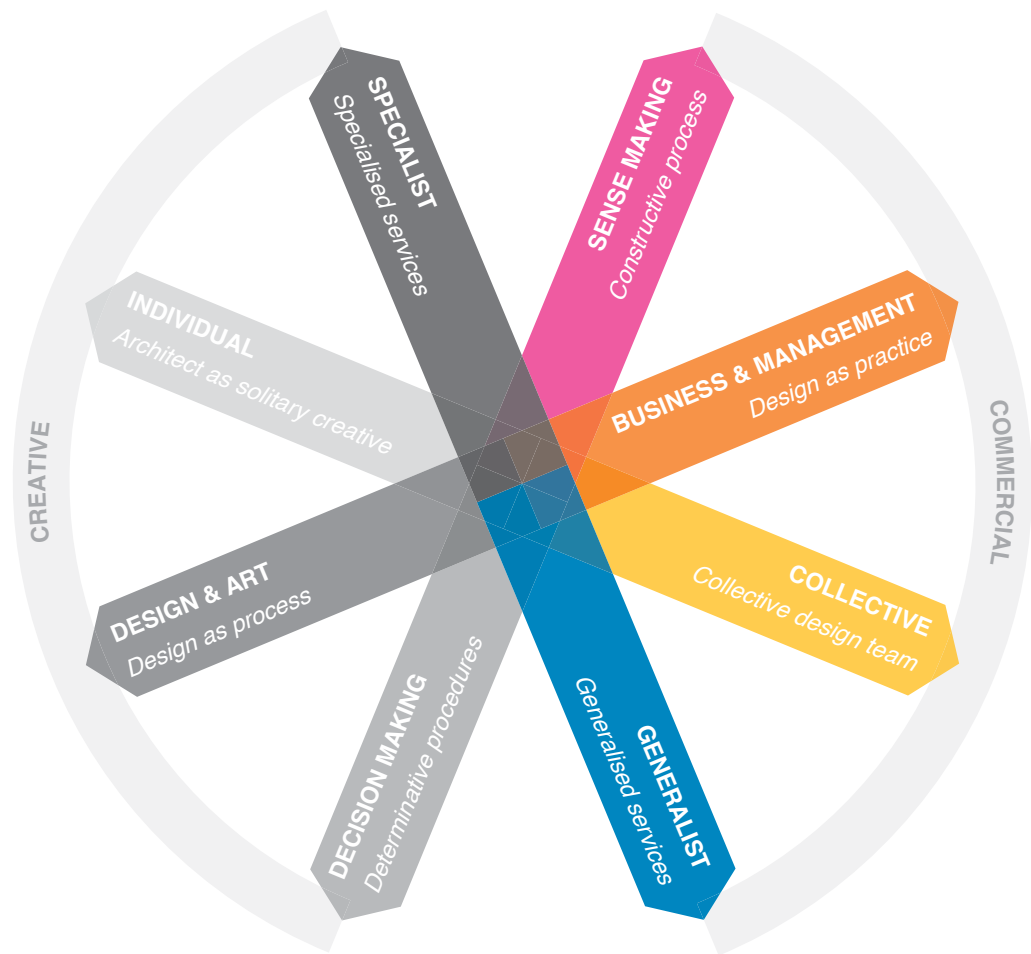 SPECIALIST
Specialised services
SENSE MAKING
Constructive process
INDIVIDUAL
Architect as solitary creative
BUSINESS & MANAGEMENT
Design as practice
CREATIVE
COMMERCIAL
DESIGN & ART
Design as process
COLLECTIVE
Collective design team
DECISION MAKING
Determinative procedures
GENERALIST
Generalised services